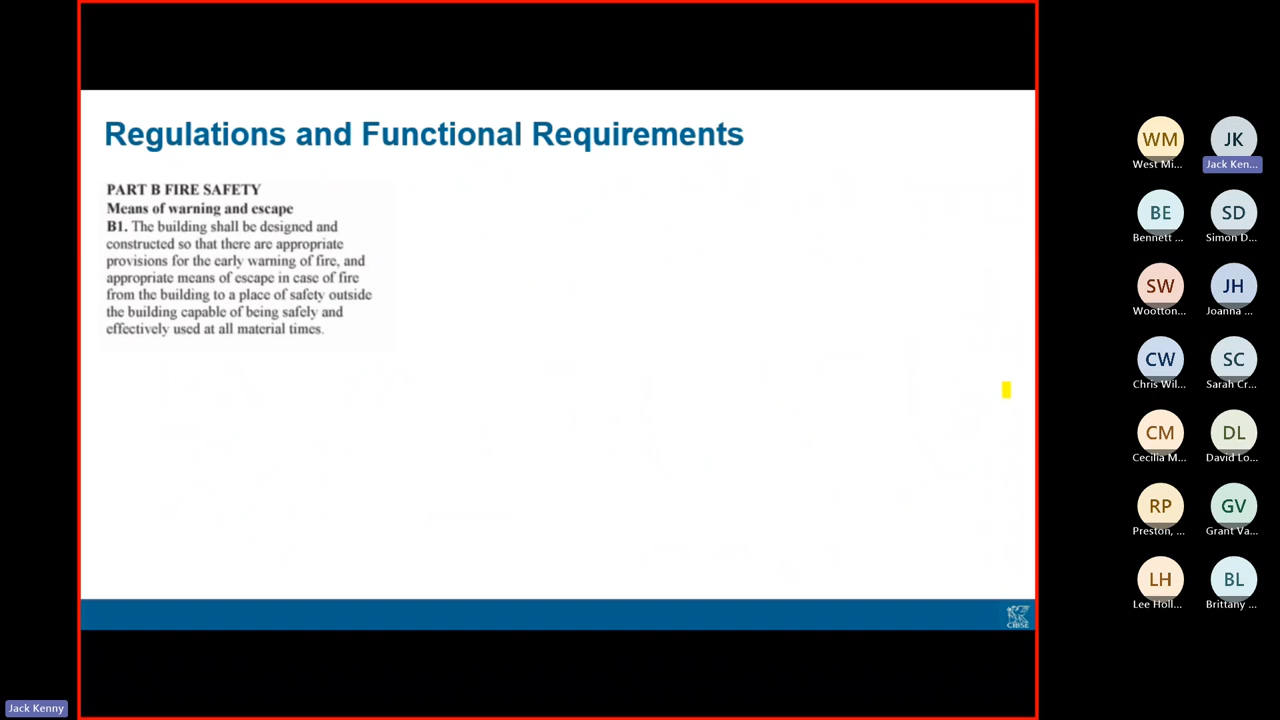 Regulations and Functional Requirements
PART B FIRE SAFETY
Means of warning and escape
B1. The building shall be designed and
constructed so that there are appropriate
provisions for the early warning of fire, and
appropriate means of escape in case of fire
from the building to a place of safety outside
the building capable of being safely and
effectively used at all material times.
CIBSE
WM
West Mi...
JK
Jack Ken...
BE
Bennett ...
SD
Simon D...
SW
Wootton...
JH
Joanna ...
CW
Chris Wil...
SC
Sarah Cr...
CM
Cecilia M...
DL
David Lo...
RP
Preston, ...
GV
Grant Va...
LH
Lee Holl...
BL
Brittany ...
Jack Kenny